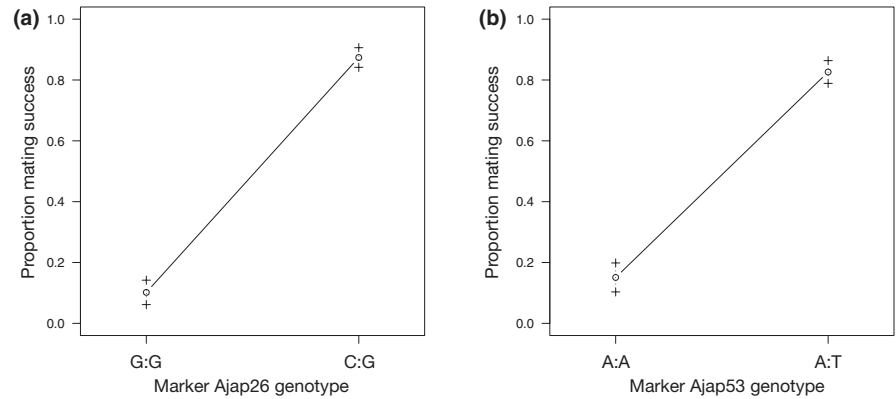 (a)
Proportion mating success
1.0
0.8
0.6
0.4
0.2
0.0
G:G C:G
Marker Ajap26 genotype
(b)
Proportion mating success
1.0
0.8
0.6
0.4
0.2
0.0
A:A A:T
Marker Ajap53 genotype